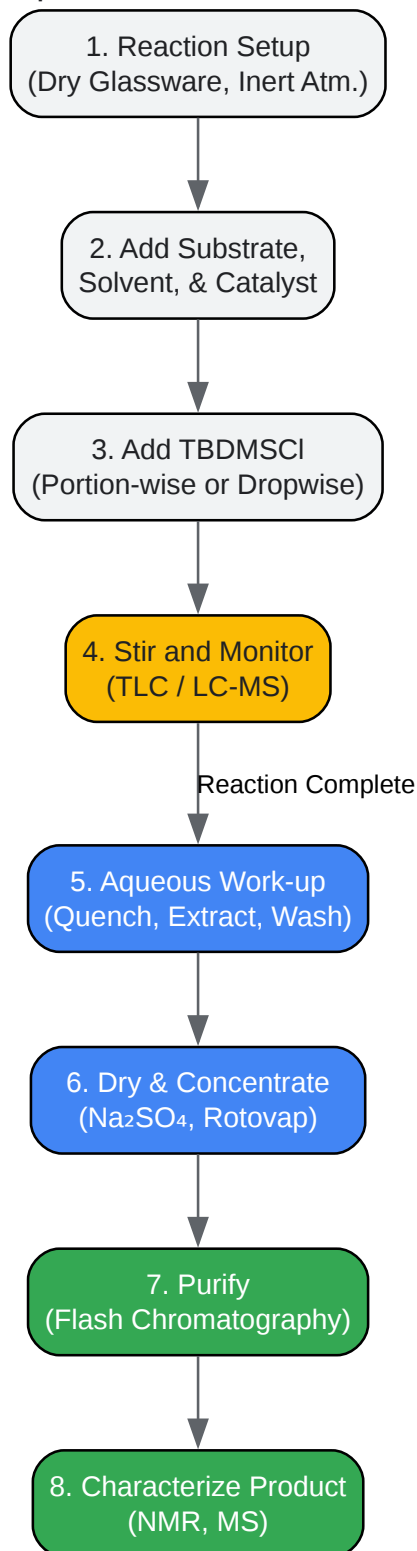 1. Reaction Setup
(Dry Glassware, Inert Atm.)
2. Add Substrate,
Solvent, & Catalyst
3. Add TBDMSCl
(Portion-wise or Dropwise)
4. Stir and Monitor
(TLC / LC-MS)
Reaction Complete
5. Aqueous Work-up
(Quench, Extract, Wash)
6. Dry & Concentrate
(Na₂SO₄, Rotovap)
7. Purify
(Flash Chromatography)
8. Characterize Product
(NMR, MS)